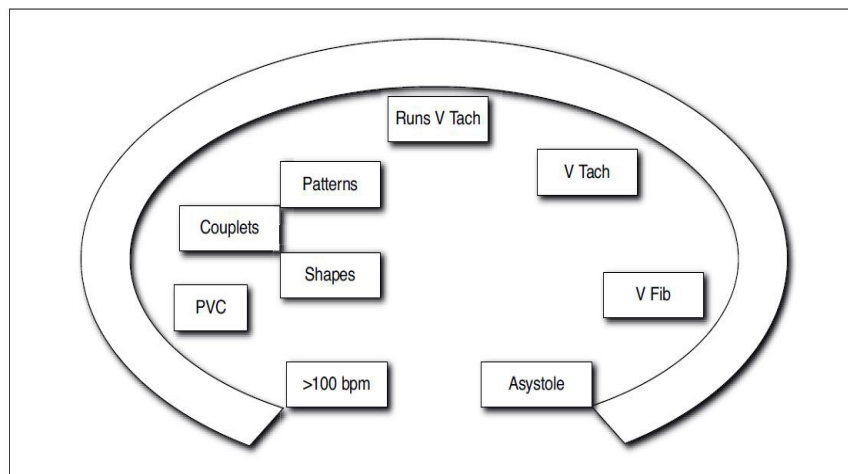 Runs V Tach
V Tach
Patterns
Couplets
Shapes
PVC
V Fib
>100 bpm
Asystole